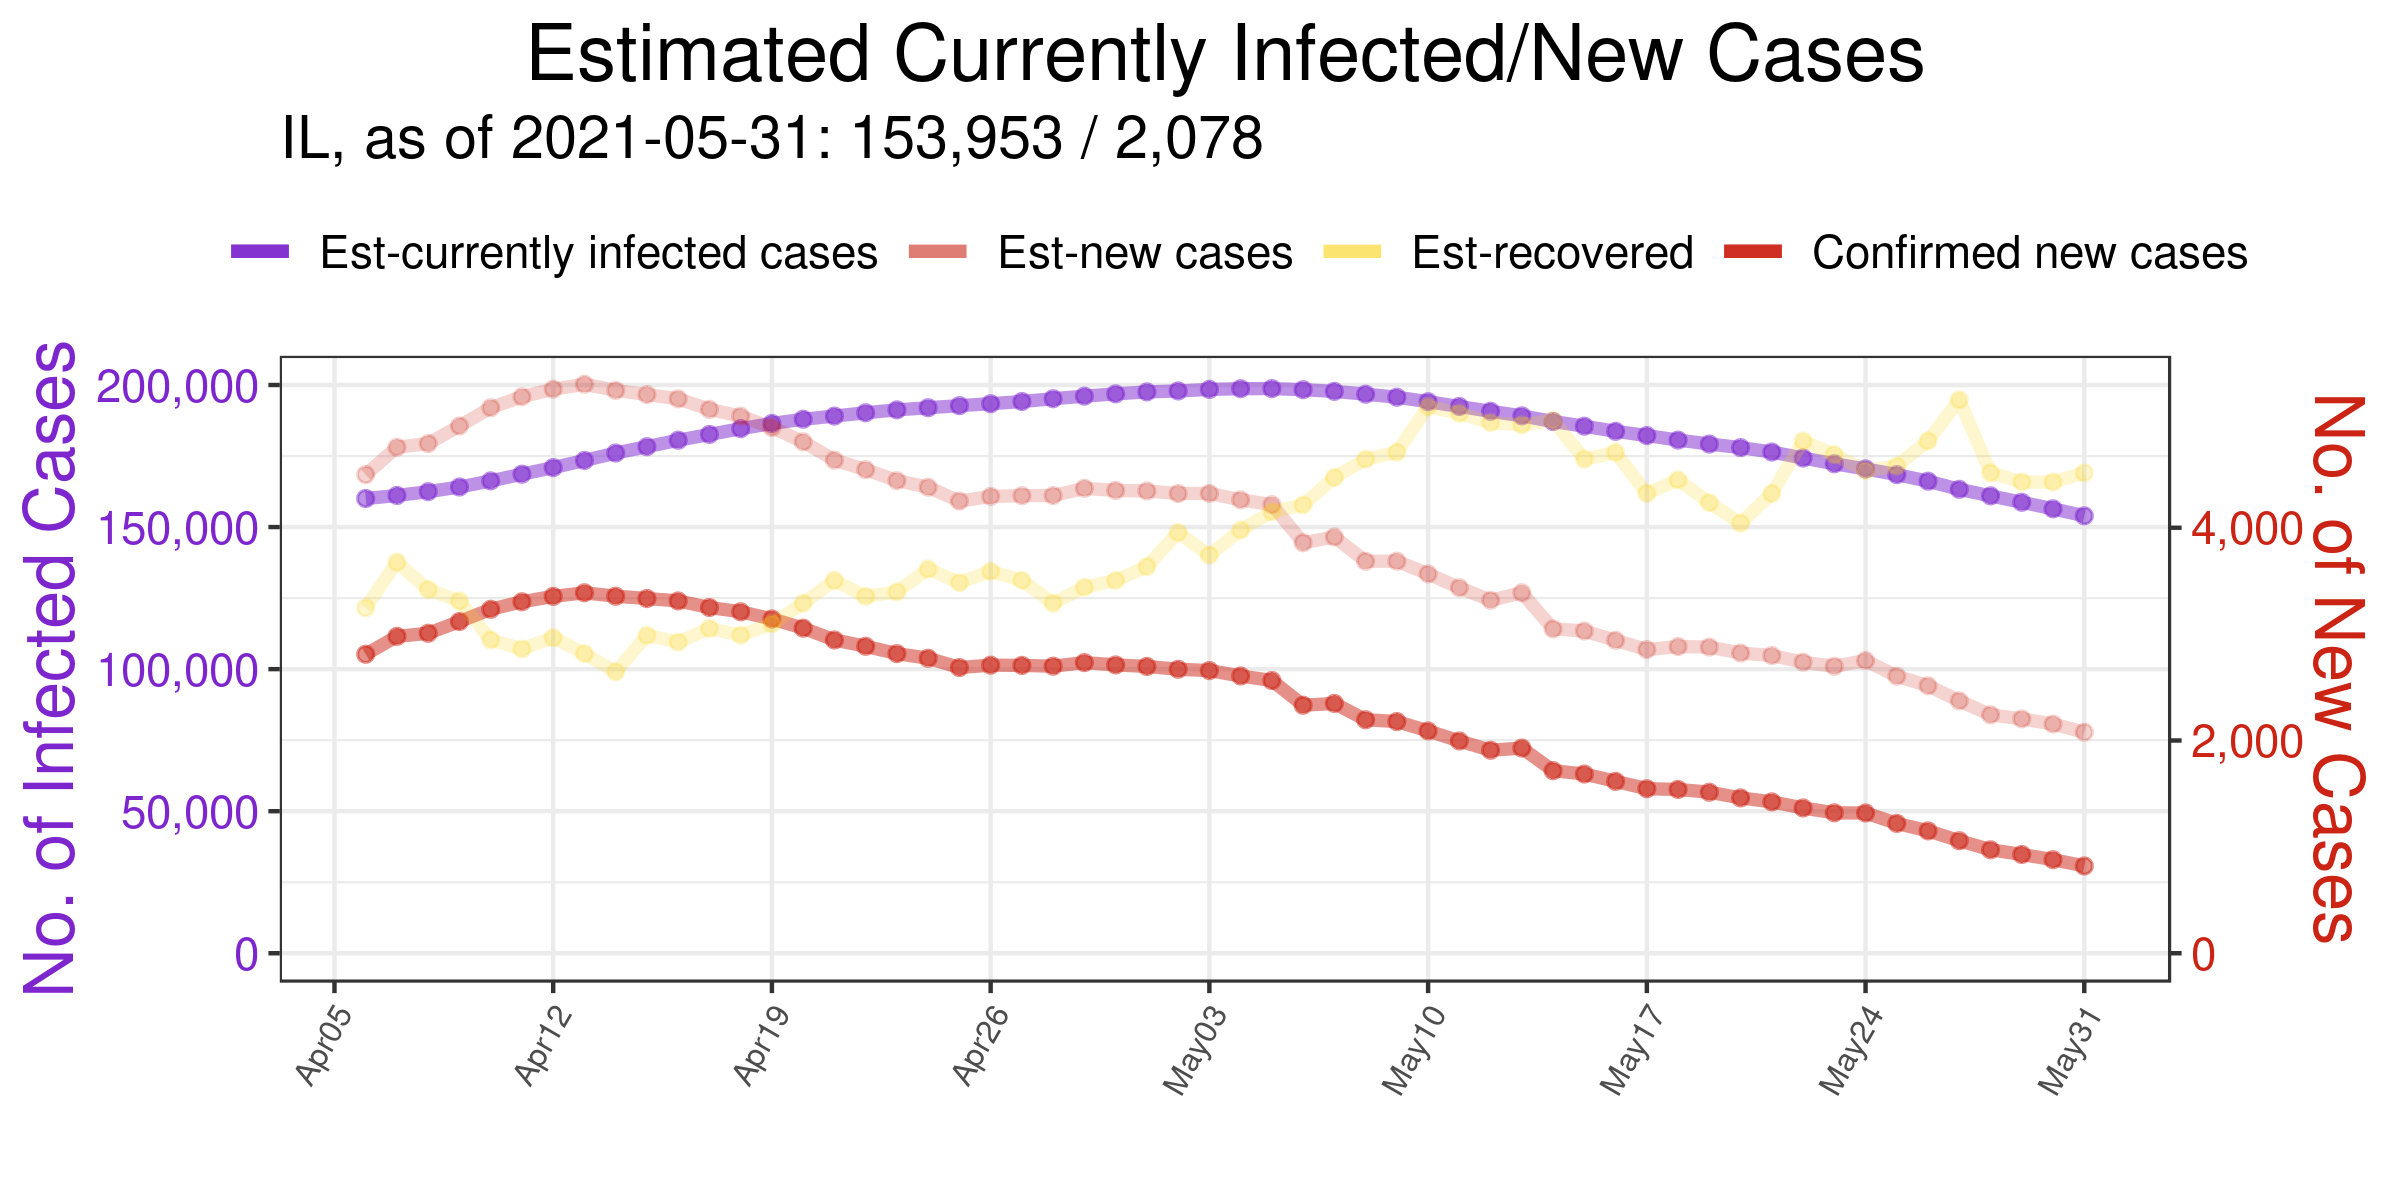 Estimated Currently Infected/New Cases
IL, as of 2021-05-31: 153,953 / 2,078
Est-currently infected cases Est-new cases Est-recovered Confirmed new cases
No. of Infected Cases
200,000
150,000
100,000
50,000
0
4,000
2,000
0
No. of New Cases
Apr05 Apr12 Apr19 Apr26 May03 May10 May17 May24 May31